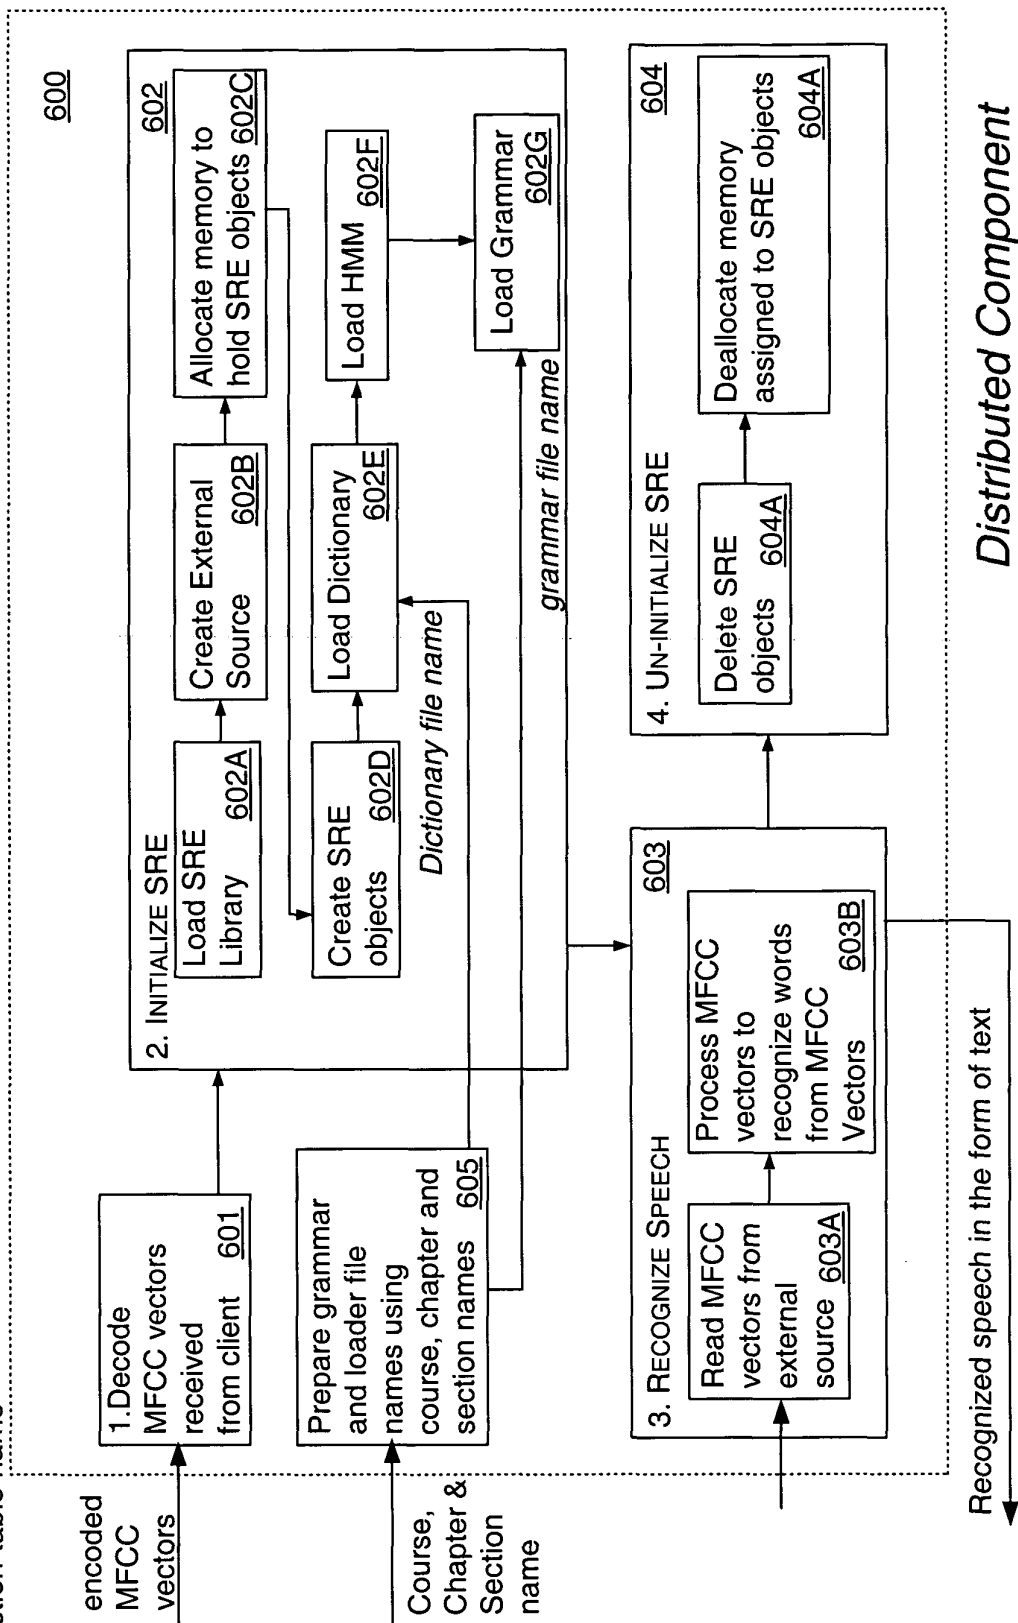 ction table name
encoded
MFCC
vectors
Course,
Chapter &
Section
name
600
1.Decode
MFCC vectors
received
from client 601
Prepare grammar
and loader file
names using
course, chapter and
section names 605
2. INITIALIZE SRE
602
Load SRE
Library 602A
Create External
Source 602B
Allocate memory to
hold SRE objects 602C
Create SRE
objects 602D
Load Dictionary
602E
Load HMM
602F
Load Grammar
602G
Dictionary file name
grammar file name
3. RECOGNIZE SPEECH
603
Read MFCC
vectors from
external
source 603A
Process MFCC
vectors to
recognize words
from MFCC
Vectors 603B
4. UN-INITIALIZE SRE
604
Delete SRE
objects 604A
Deallocate memory
assigned to SRE objects
604A
Recognized speech in the form of text
Distributed Component